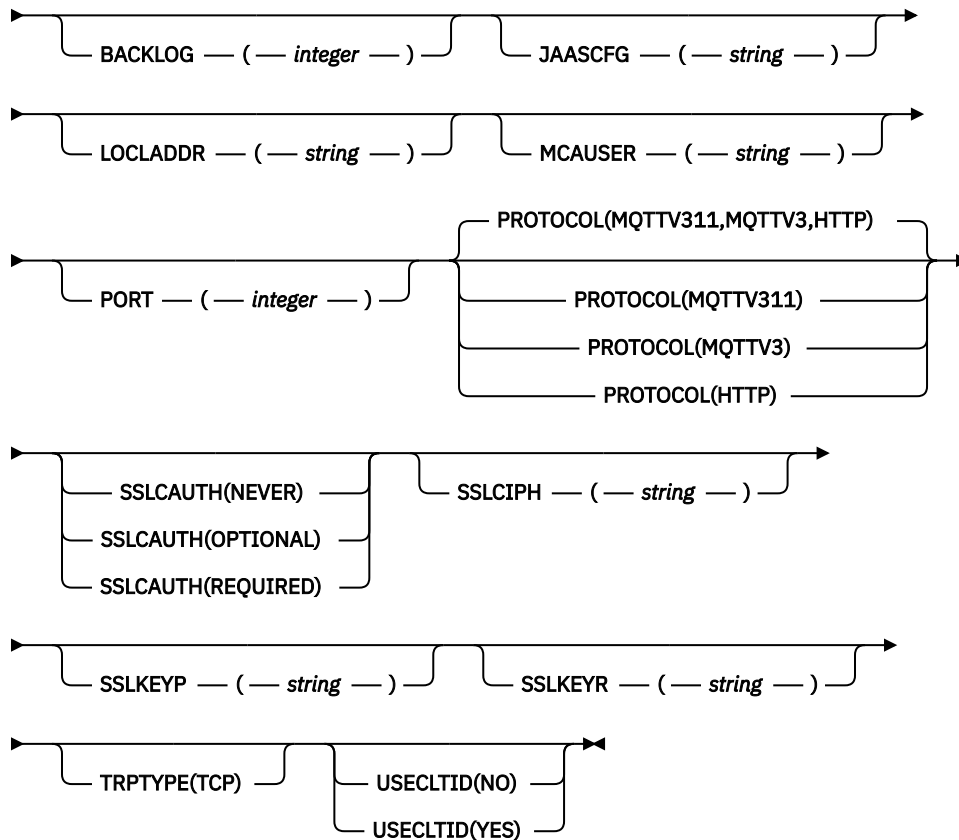 BACKLOG ( integer ) JAASCFG ( string )
LOCLADDR ( string ) MCAUSER ( string )
PROTOCOL(MQTTV311,MQTTV3,HTTP)
PORT ( integer ) PROTOCOL(MQTTV311)
PROTOCOL(MQTTV3)
PROTOCOL(HTTP)
SSLCAUTH(NEVER) SSLCIPH ( string )
SSLCAUTH(OPTIONAL)
SSLCAUTH(REQUIRED)
SSLKEYP ( string ) SSLKEYR ( string )
TRPTYPE(TCP) USECLTID(NO)
USECLTID(YES)